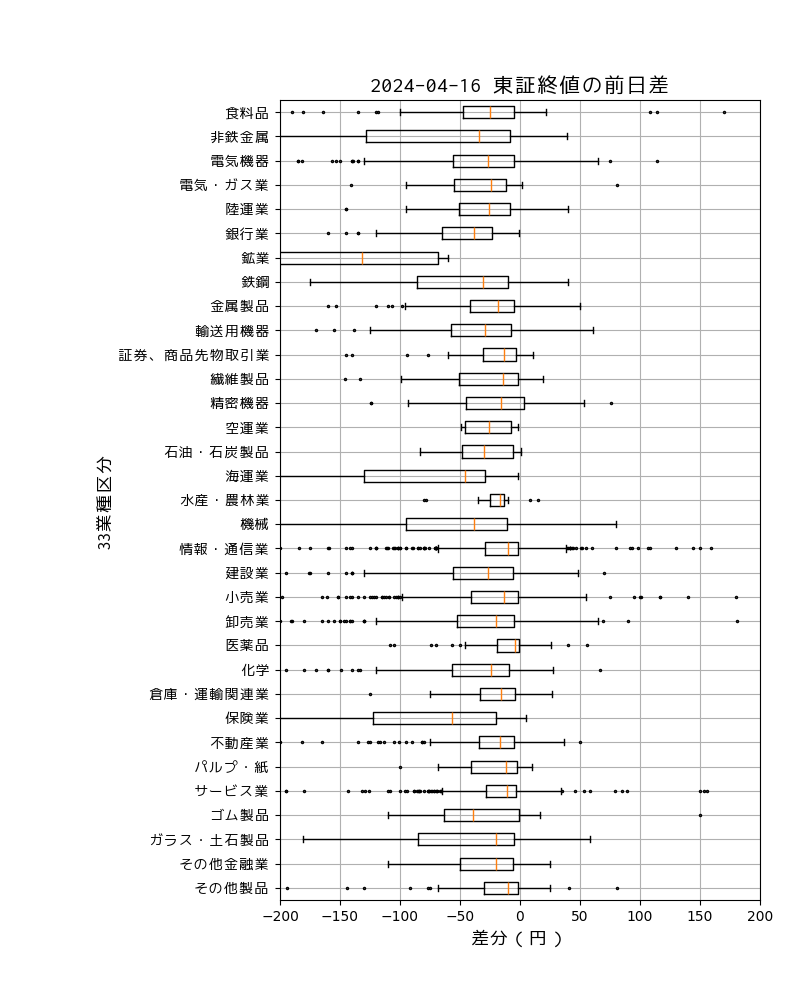 2024-04-16 東証終値の前日差
食料品
非鉄金属
電気機器
電気・ガス業
陸運業
銀行業
鉱業
鉄鋼
金属製品
輸送用機器
証券、商品先物取引業
繊維製品
精密機器
空運業
石油・石炭製品
海運業
水産・農林業
機械
情報・通信業
建設業
小売業
卸売業
医薬品
化学
倉庫・運輸関連業
保険業
不動産業
パルプ・紙
サービス業
ゴム製品
ガラス・土石製品
その他金融業
その他製品
33業種区分
−200 −150 −100 −50 0 50 100 150 200
差分(円)